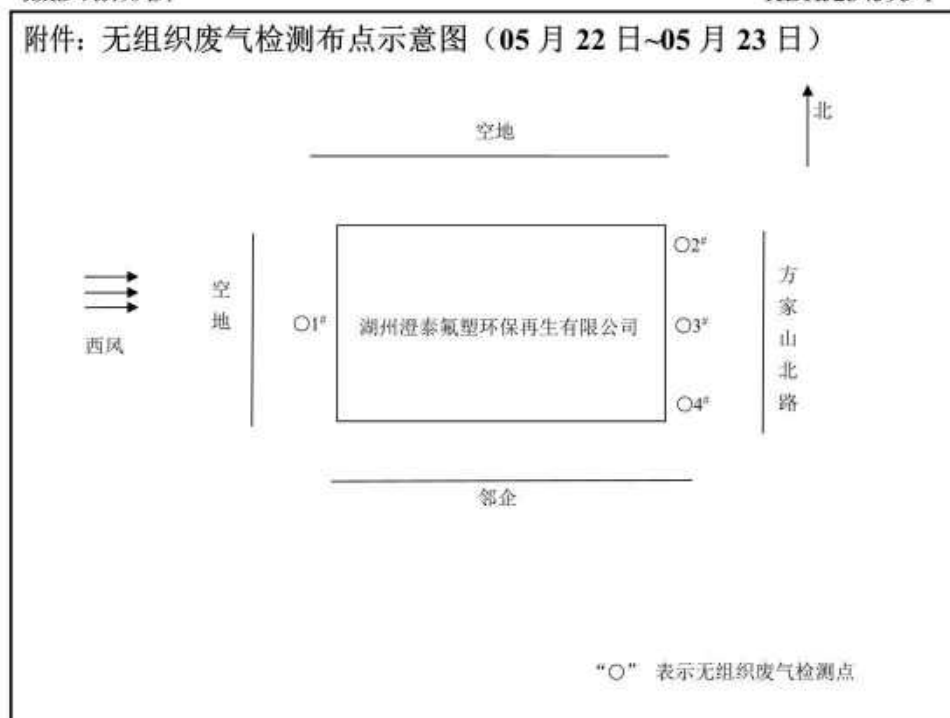 附件：无组织废气检测布点示意图（05 月 22 日~05 月 23 日）
北
空地
西风
空地
○1#
湖州澄泰氟塑环保再生有限公司
○2#
○3#
○4#
方家山北路
邻企
“○” 表示无组织废气检测点